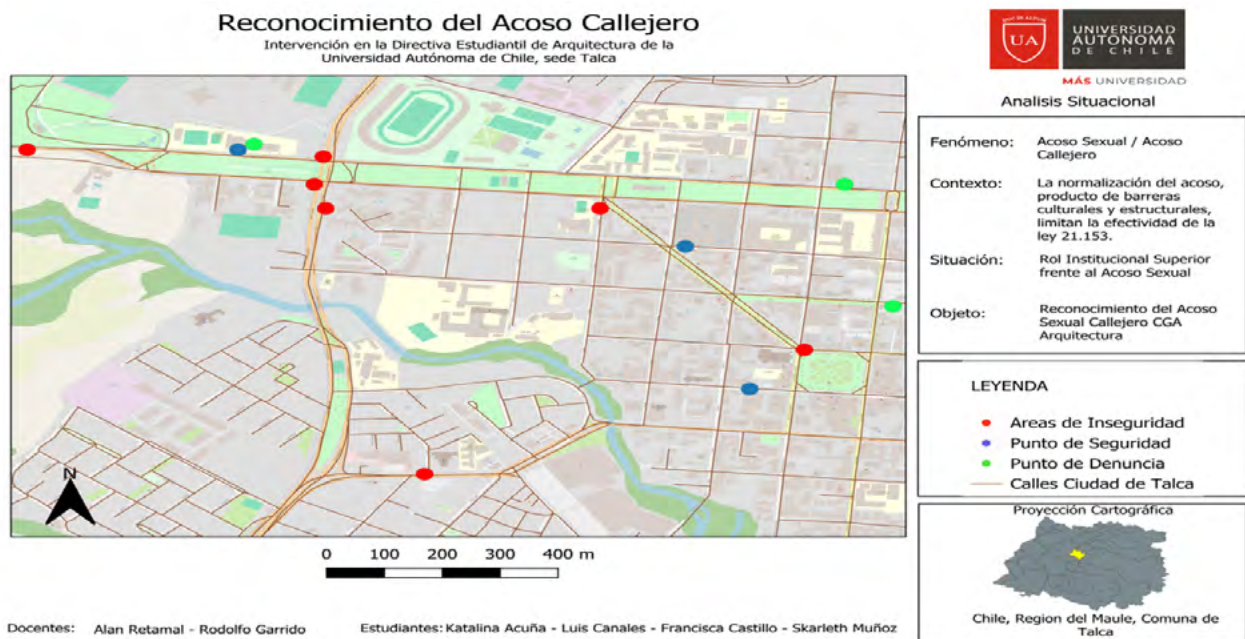 Reconocimiento del Acoso Callejero
Intervención en la Directiva Estudiantil de Arquitectura de la
Universidad Autónoma de Chile, sede Talca
UA
UNIVERSIDAD
AUTÓNOMA
DE CHILE
MÁS UNIVERSIDAD
Analisis Situacional
Fenómeno: Acoso Sexual / Acoso
Callejero
Contexto: La normalización del acoso,
producto de barreras
culturales y estructurales,
limitan la efectividad de la
ley 21.153.
Situación: Rol Institucional Superior
frente al Acoso Sexual
Objeto: Reconocimiento del Acoso
Sexual Callejero CGA
Arquitectura
LEYENDA
Areas de Inseguridad
Punto de Seguridad
Punto de Denuncia
Calles Ciudad de Talca
N
0 100 200 300 400 m
Proyección Cartográfica
Chile, Region del Maule, Comuna de
Talca
Docentes: Alan Retamal - Rodolfo Garrido
Estudiantes: Katalina Acuña - Luis Canales - Francisca Castillo - Skarleth Muñoz